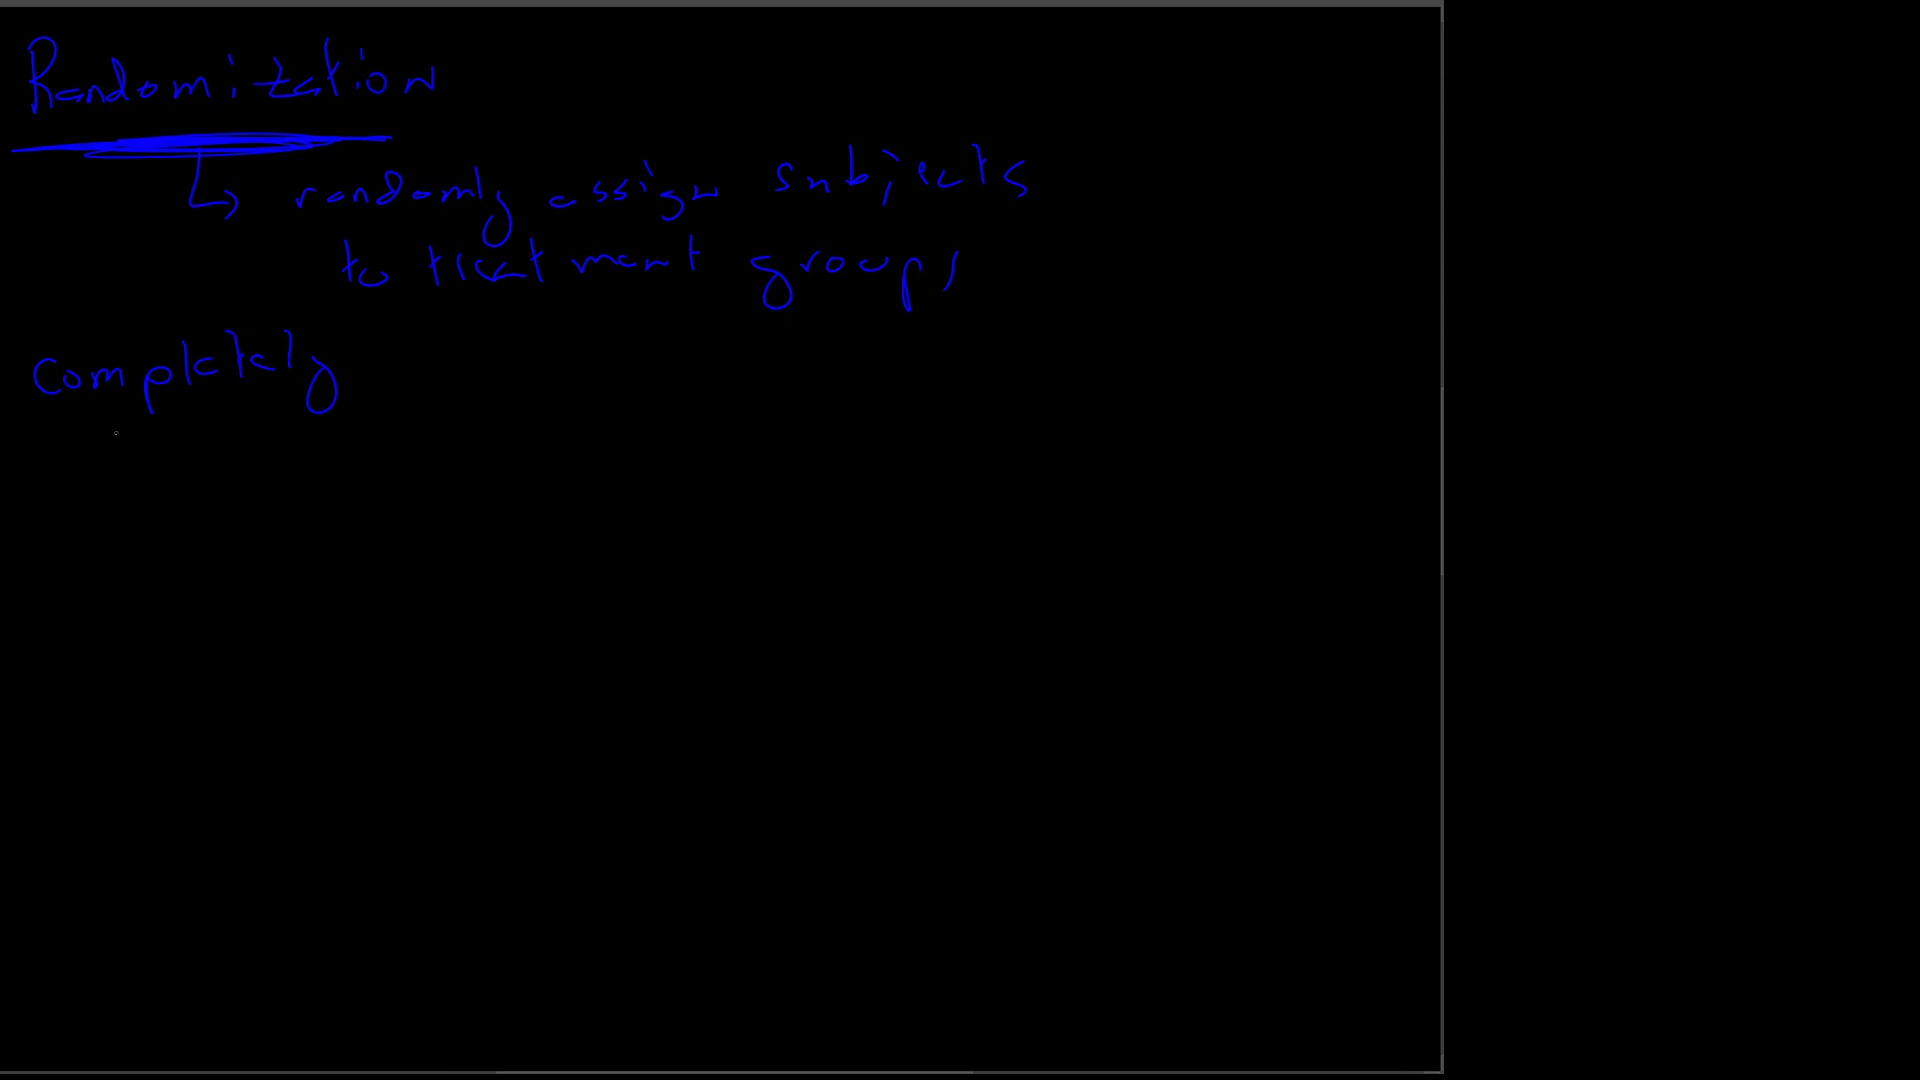 Randomization
↳ randomly assign subjects
to treatment groups
Completely